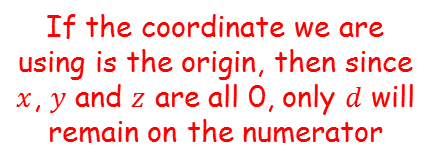 If the coordinate we are
using is the origin, then since
x, y and z are all 0, only d will
remain on the numerator